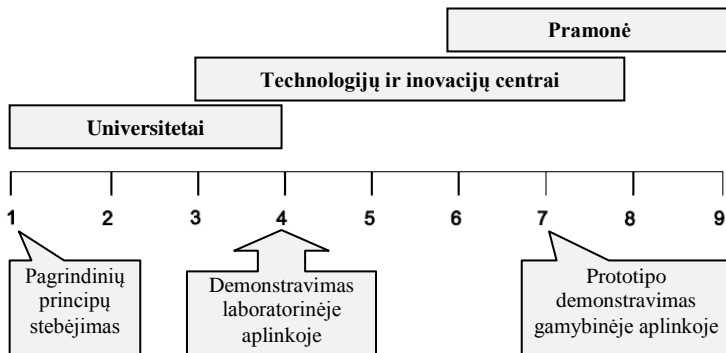 Pramonė
Technologijų ir inovacijų centrai
Universitetai
1 2 3 4 5 6 7 8 9
Pagrindinių
principų
stebėjimas
Demonstravimas
laboratorinėje
aplinkoje
Prototipo
demonstravimas
gamybinėje aplinkoje